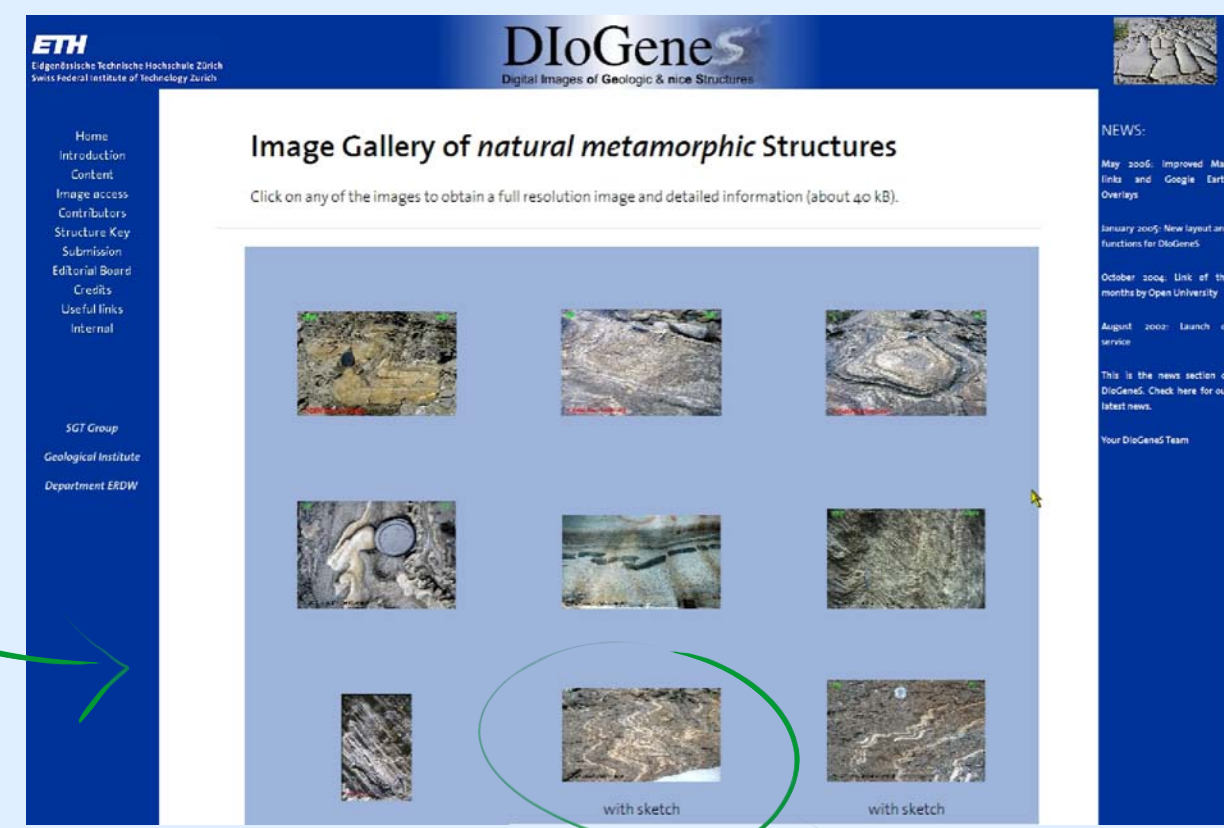 ETH
Eidgenössische Technische Hochschule Zürich
Swiss Federal Institute of Technology Zurich
DIoGeneS
Digital Images of Geologic & nice Structures
Home
Introduction
Content
Image access
Contributors
Structure Key
Submission
Editorial Board
Credits
Useful links
Internal
SGT Group
Geological Institute
Department ERDW
Image Gallery of natural metamorphic Structures
Click on any of the images to obtain a full resolution image and detailed information (about 40 kB).
with sketch
with sketch
NEWS:
May 2006: Improved
links and Google
Overlays
January 2005: New layout
functions for DIoGeneS
October 2004: Link of
months by Open University
August 2002: Launch
service
This is the news section
DIoGeneS. Check here for
latest news.
Your DIoGeneS Team